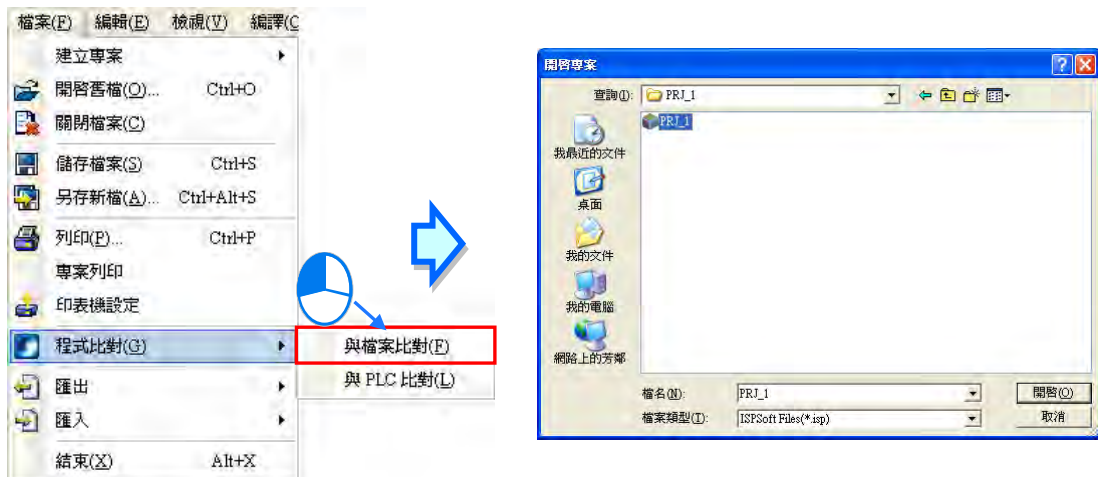 檔案(F) 編輯(E) 檢視(V) 編譯(C
建立專案
開啓舊檔(O)... Ctrl+O
關閉檔案(C)
儲存檔案(S) Ctrl+S
另存新檔(A)... Ctrl+Alt+S
列印(P)... Ctrl+P
專案列印
印表機設定
程式比對(G)
與檔案比對(F)
與 PLC 比對(L)
匯出
匯入
結束(X) Alt+X
開啓專案
查詢(I): PRJ_1
PRJ_1
我最近的文件
桌面
我的文件
我的電腦
網路上的芳鄰
檔名(N): PRJ_1 開啓(O)
檔案類型(T): ISPSoft Files(*.isp) 取消